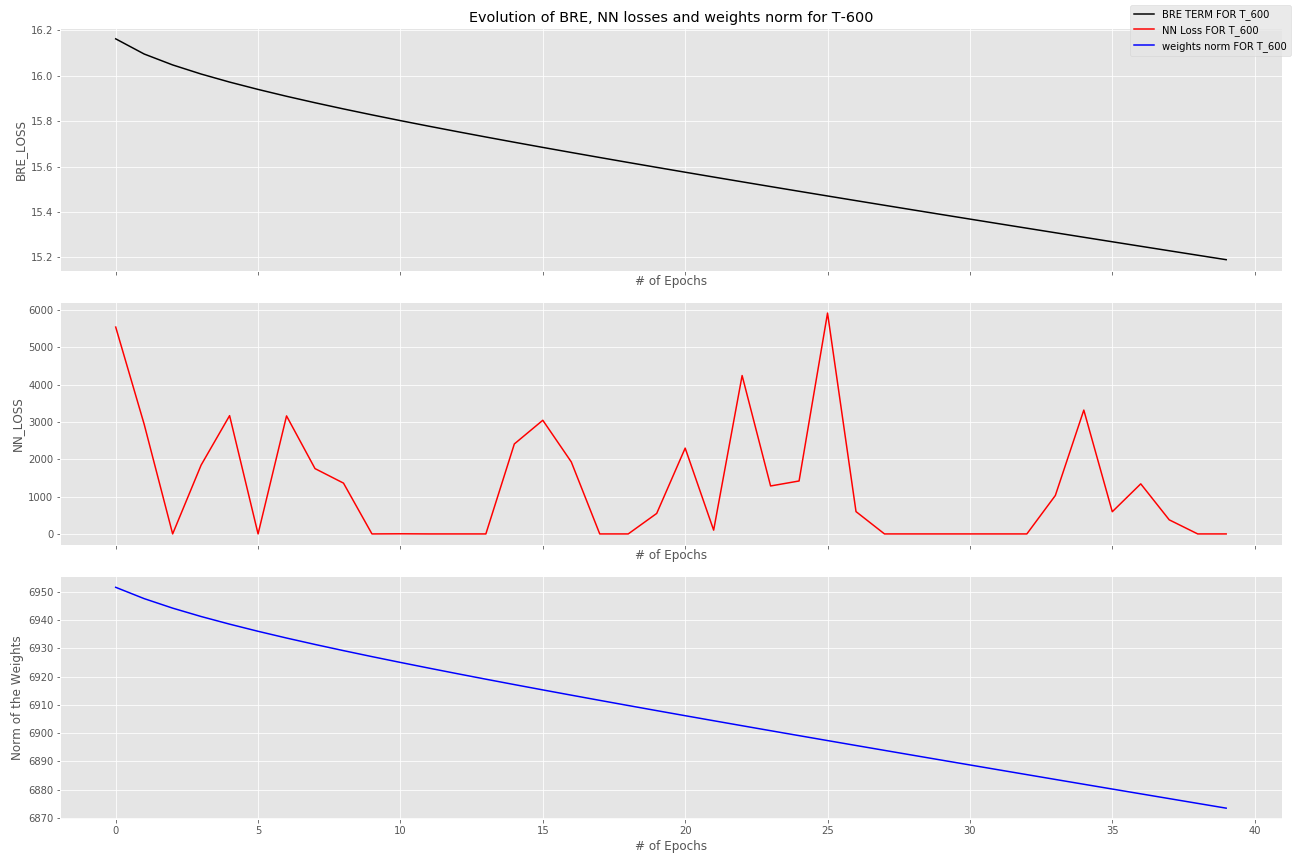 Evolution of BRE, NN losses and weights norm for T-600
BRE TERM FOR T_600
NN Loss FOR T_600
weights norm FOR T_600
BRE_LOSS
16.2
16.0
15.8
15.6
15.4
15.2
# of Epochs
NN_LOSS
6000
5000
4000
3000
2000
1000
0
# of Epochs
Norm of the Weights
6950
6940
6930
6920
6910
6900
6890
6880
6870
0 5 10 15 20 25 30 35 40
# of Epochs